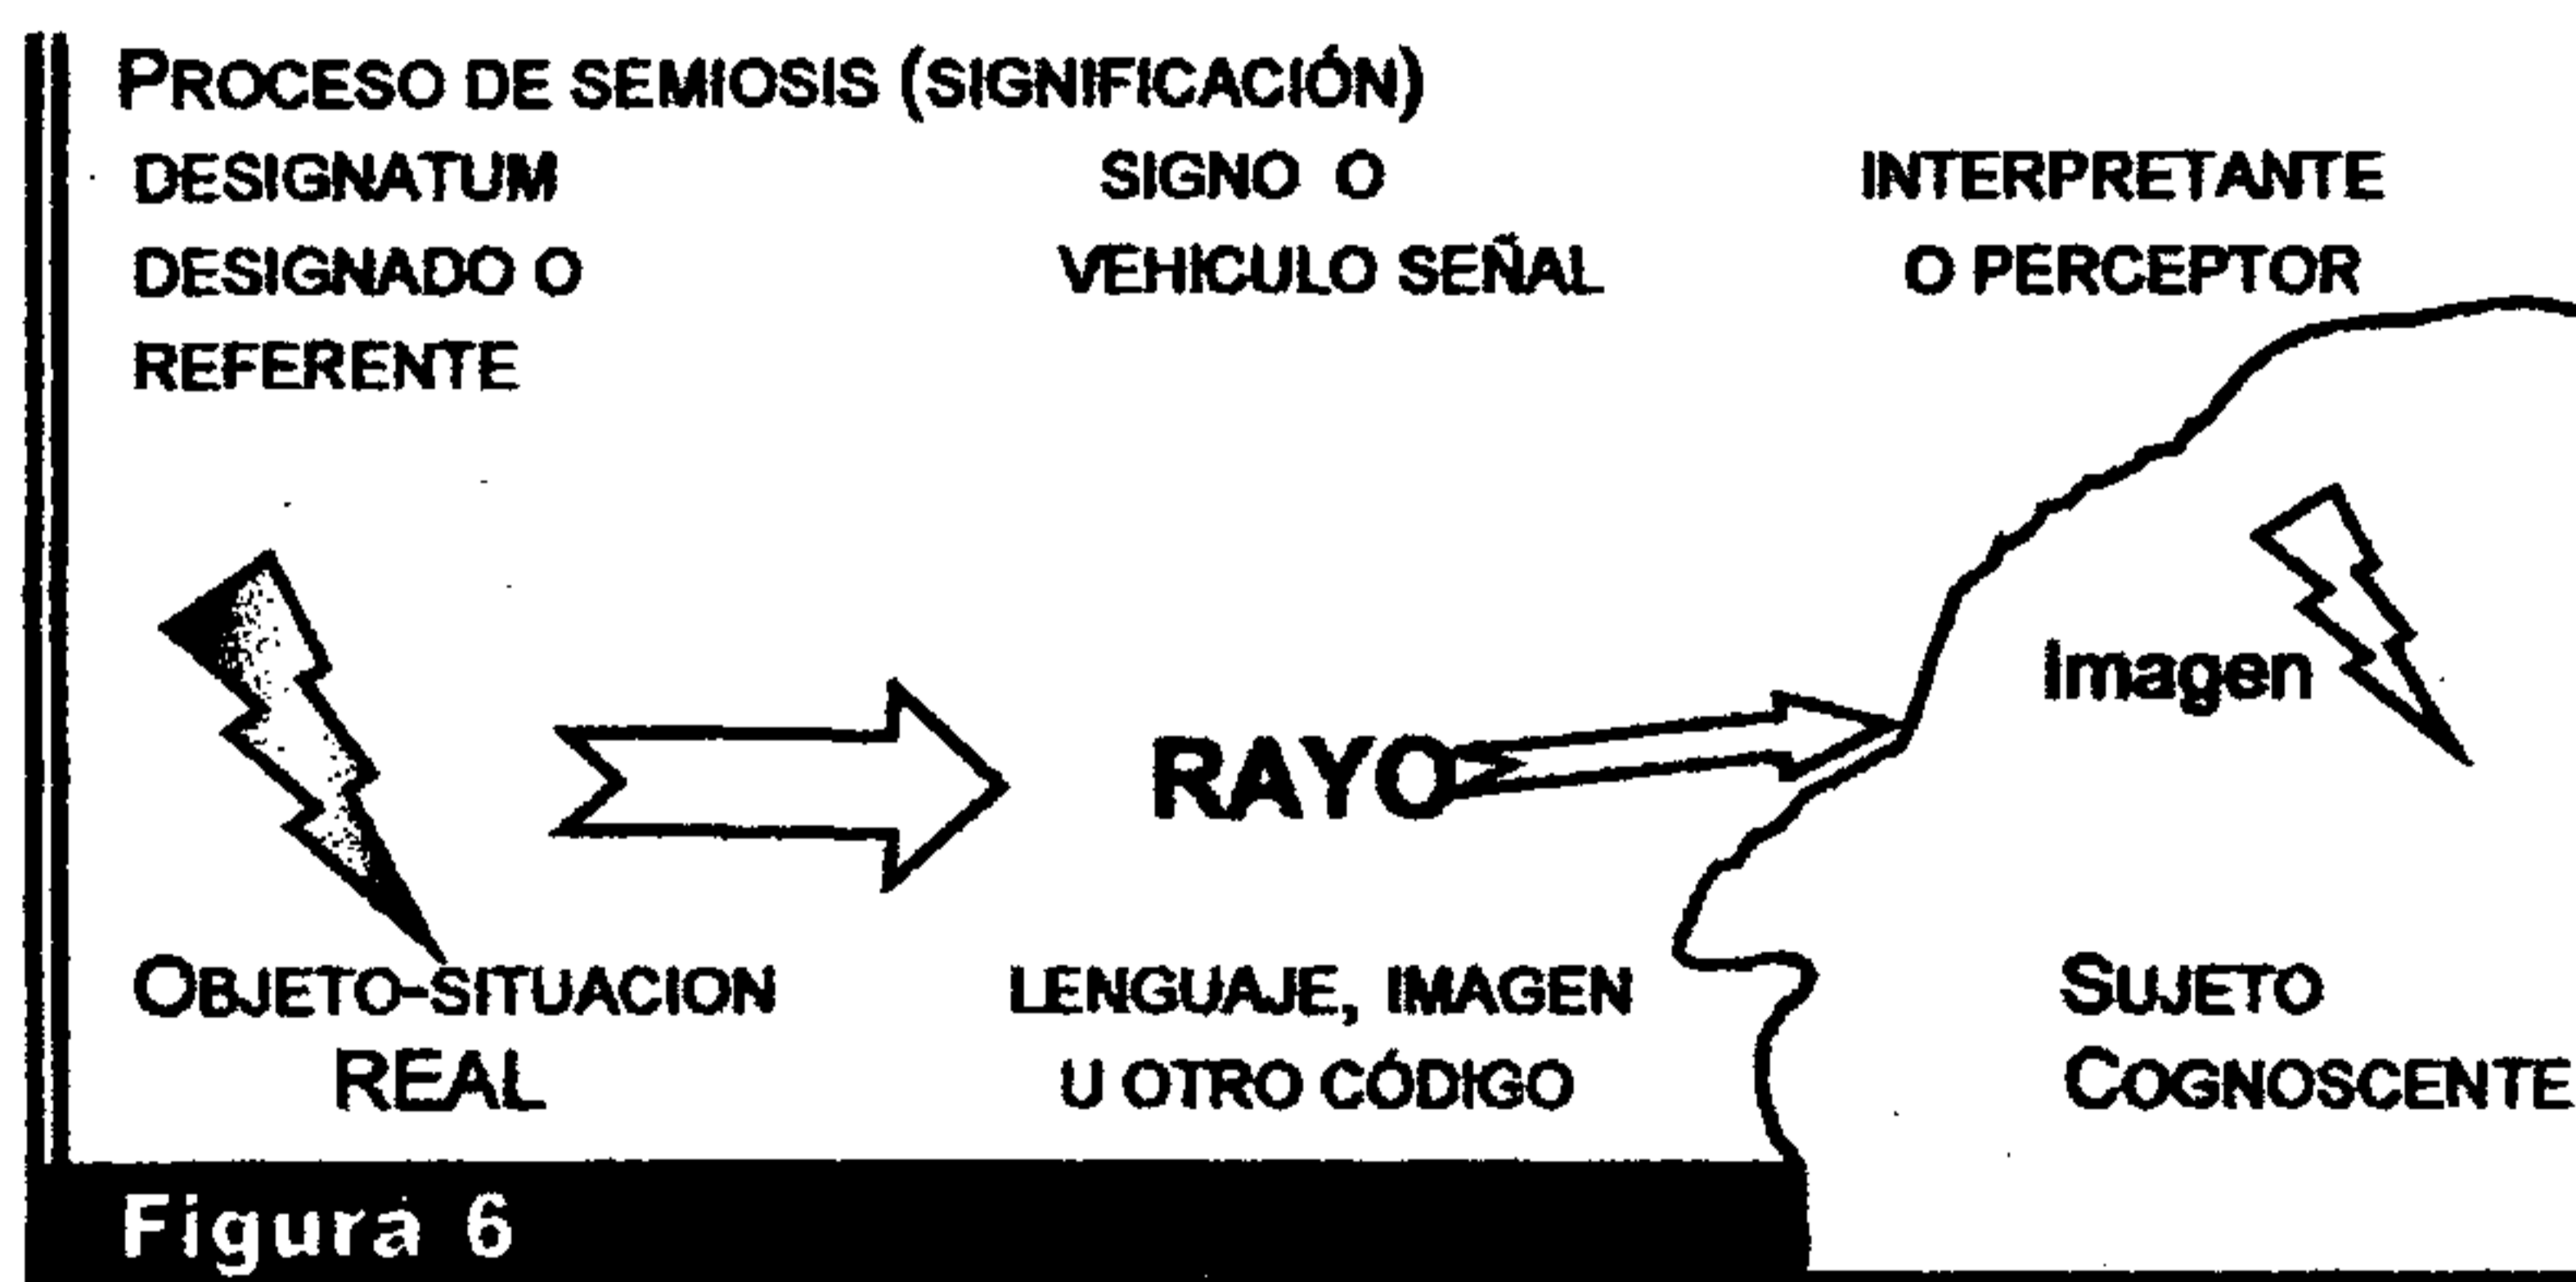 PROCESO DE SEMIOSIS (SIGNIFICACIÓN)
DESIGNATUM
DESIGNADO O
REFERENTE
SIGNO O
VEHICULO SEÑAL
INTERPRETANTE
O PERCEPTOR
RAYO
Imagen
OBJETO-SITUACION
REAL
LENGUAJE, IMAGEN
U OTRO CÓDIGO
SUJETO
COGNOSCENTE
Figura 6